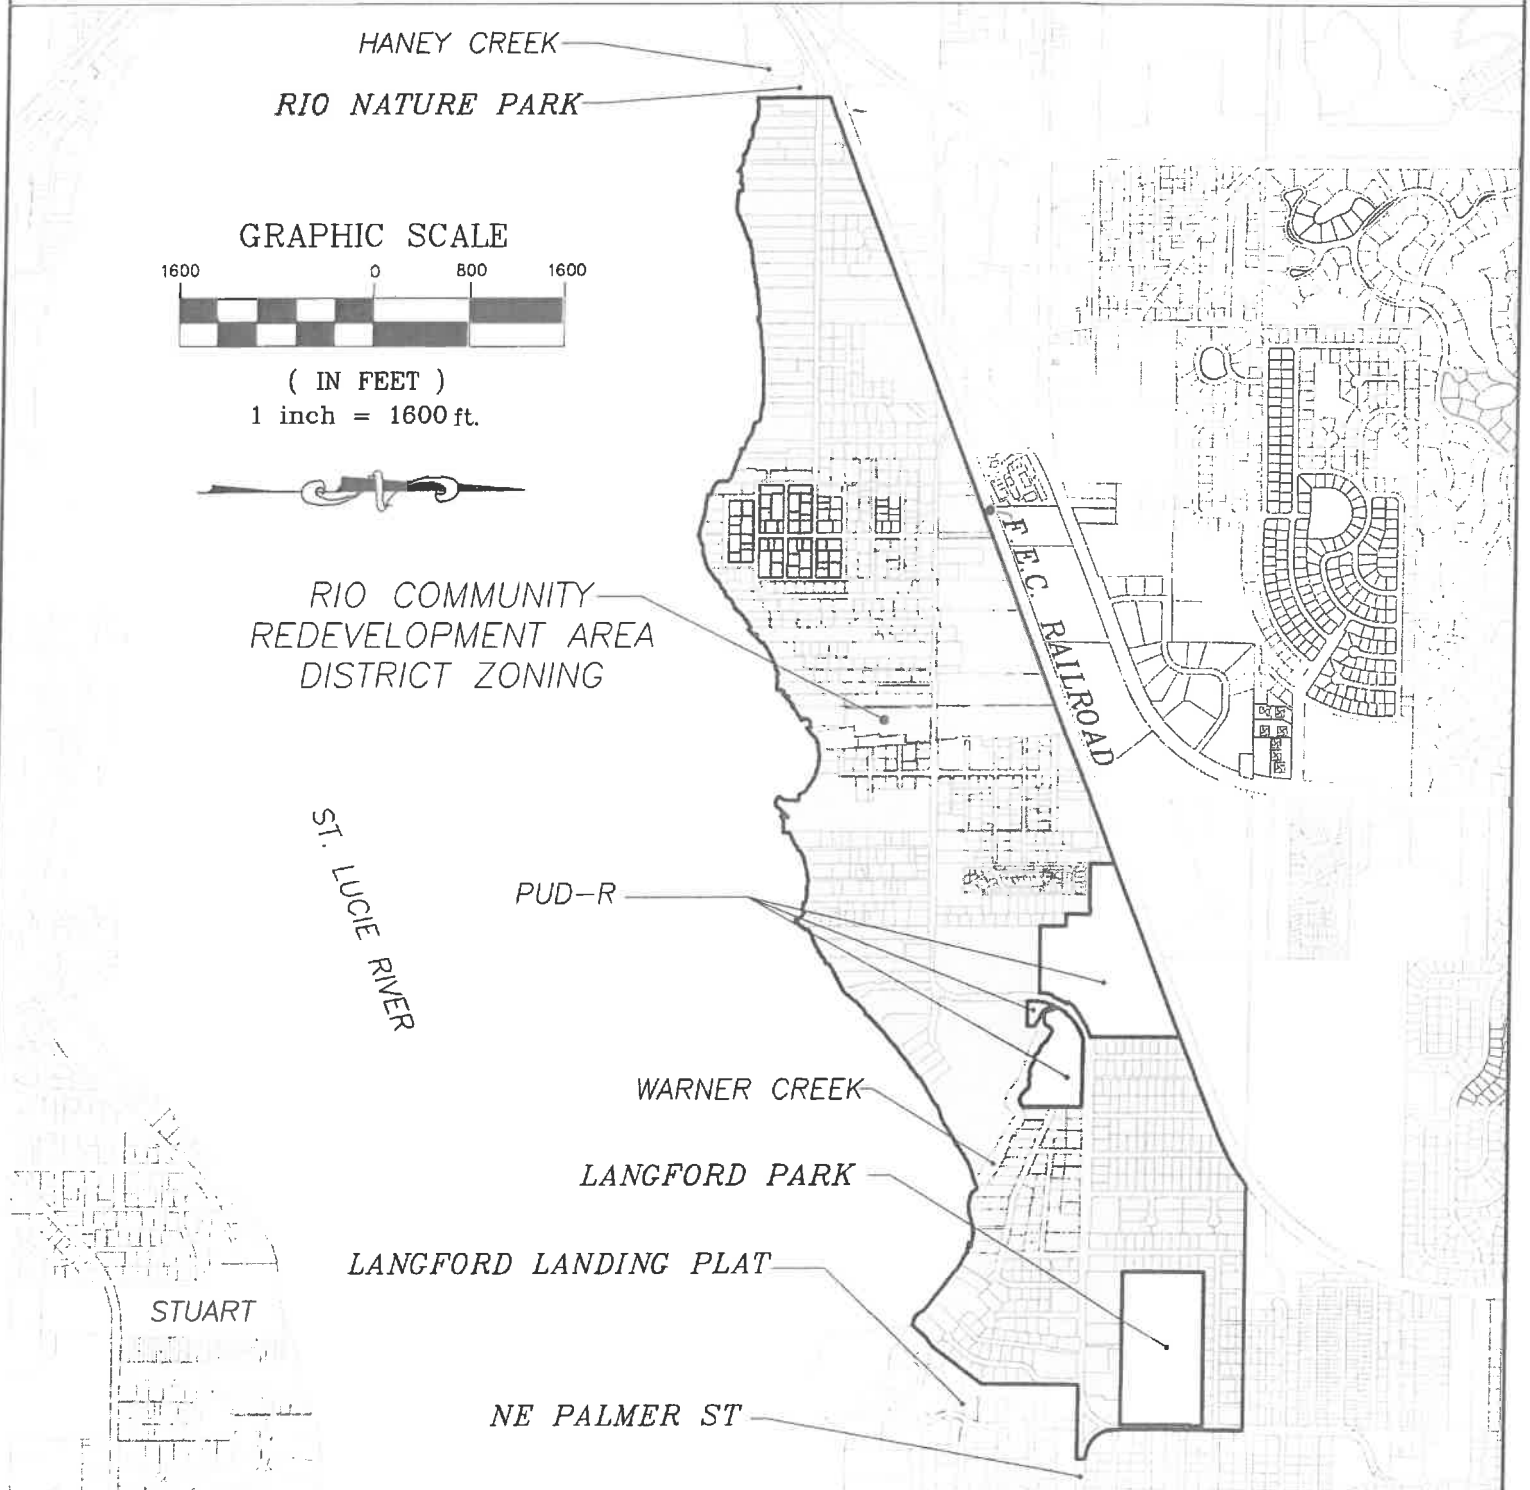 HANEY CREEK
RIO NATURE PARK
GRAPHIC SCALE
1600 0 800 1600
( IN FEET )
1 inch = 1600 ft.
F.E.C. RAILROAD
RIO COMMUNITY
REDEVELOPMENT AREA
DISTRICT ZONING
ST. LUCIE RIVER
PUD-R
WARNER CREEK
LANGFORD PARK
LANGFORD LANDING PLAT
STUART
NE PALMER ST